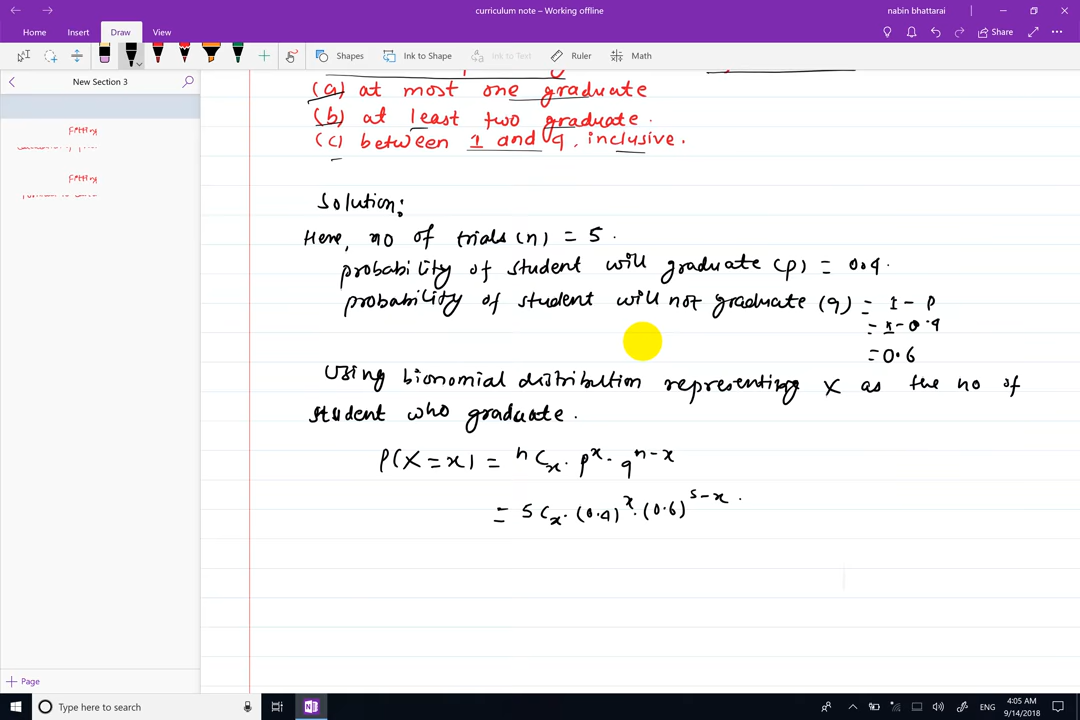 curriculum note – Working offline
nabin bhattarai
Home Insert Draw View
Share
Shapes Ink to Shape Ink to Text Ruler Math
New Section 3
(a) at most one graduate
(b) at least two graduate.
(c) between 1 and 4, inclusive.
Solution:
Here, no of trials (n) = 5.
probability of student will graduate (p) = 0.4.
probability of student will not graduate (q) = 1 - p
= 1 - 0.4
= 0.6
Using bionomial distribution representing X as the no of
student who graduate.
P(X=x) = ⁿCₓ. pˣ. qⁿ⁻ˣ
= 5Cₓ. (0.4)ˣ. (0.6)⁵⁻ˣ.
+ Page
Type here to search
ENG
4:05 AM
9/14/2018